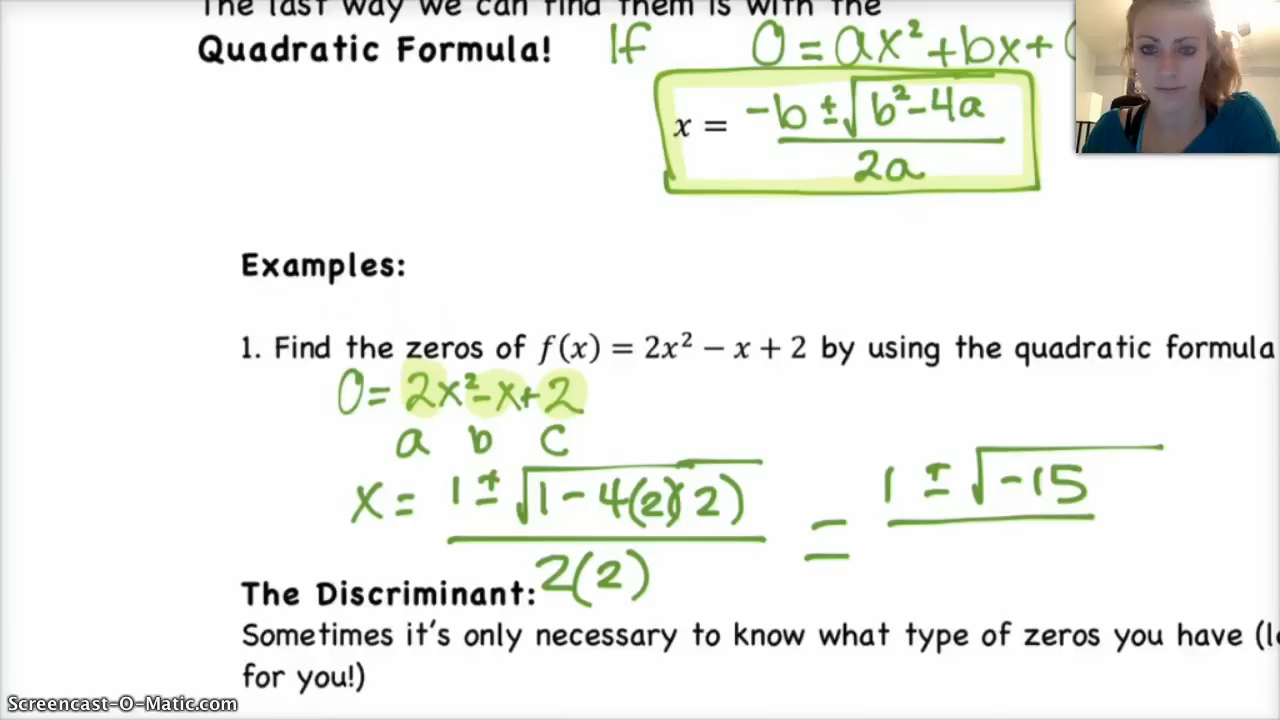 The last way we can find them is with the
Quadratic Formula! If 0 = ax² + bx +
x = -b ± √b² - 4a
2a
Examples:
1. Find the zeros of f(x) = 2x² − x + 2 by using the quadratic formula
0 = 2x² - x + 2
a b c
x = 1 ± √1 - 4(2)(2) = 1 ± √-15
2(2)
The Discriminant:
Sometimes it's only necessary to know what type of zeros you have
for you!)
Screencast-O-Matic.com